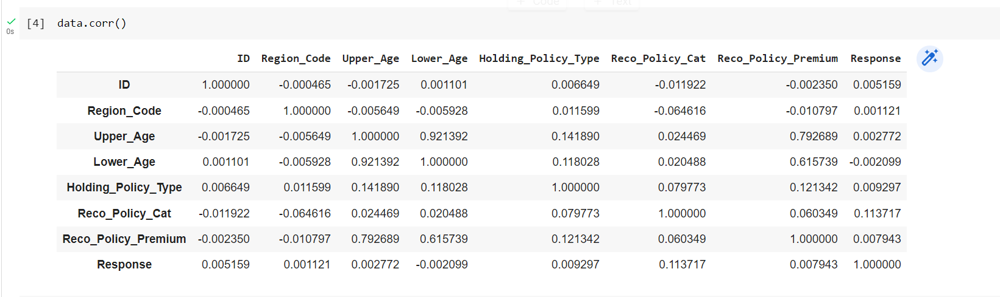 + Code + Text
[4] data.corr()
0s
ID Region_Code Upper_Age Lower_Age Holding_Policy_Type Reco_Policy_Cat Reco_Policy_Premium Response
ID 1.000000 -0.000465 -0.001725 0.001101 0.006649 -0.011922 -0.002350 0.005159
Region_Code -0.000465 1.000000 -0.005649 -0.005928 0.011599 -0.064616 -0.010797 0.001121
Upper_Age -0.001725 -0.005649 1.000000 0.921392 0.141890 0.024469 0.792689 0.002772
Lower_Age 0.001101 -0.005928 0.921392 1.000000 0.118028 0.020488 0.615739 -0.002099
Holding_Policy_Type 0.006649 0.011599 0.141890 0.118028 1.000000 0.079773 0.121342 0.009297
Reco_Policy_Cat -0.011922 -0.064616 0.024469 0.020488 0.079773 1.000000 0.060349 0.113717
Reco_Policy_Premium -0.002350 -0.010797 0.792689 0.615739 0.121342 0.060349 1.000000 0.007943
Response 0.005159 0.001121 0.002772 -0.002099 0.009297 0.113717 0.007943 1.000000